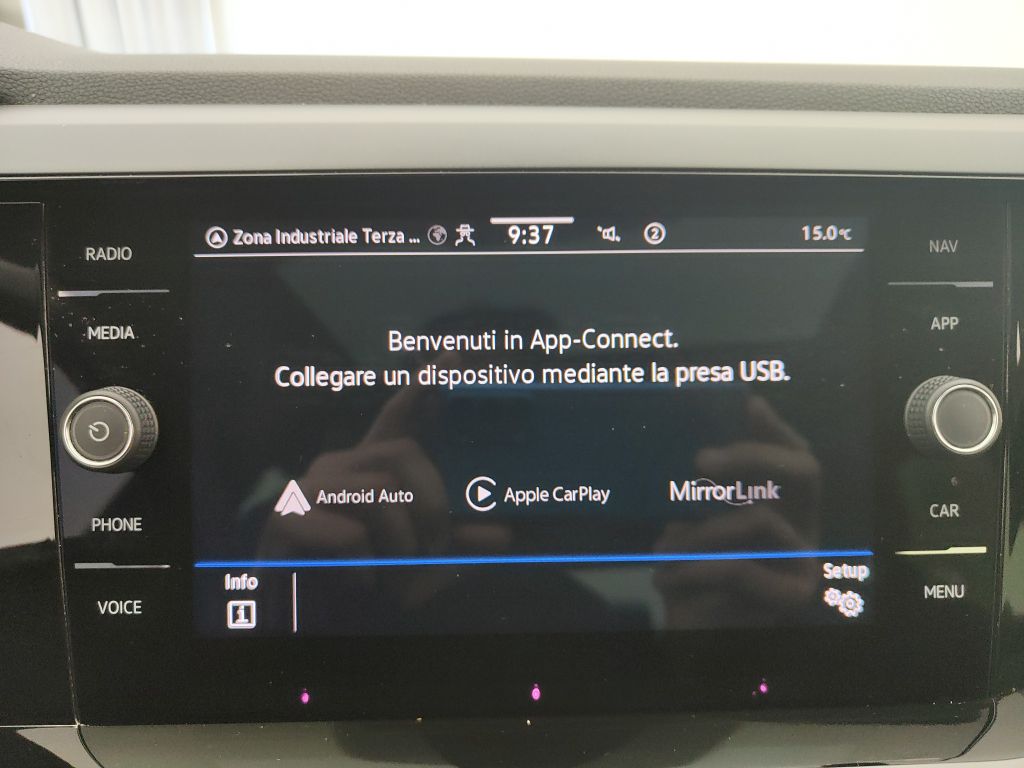 Zona Industriale Terza ... 9:37 2 15.0°C
RADIO
NAV
MEDIA
APP
Benvenuti in App-Connect.
Collegare un dispositivo mediante la presa USB.
Android Auto
Apple CarPlay
MirrorLink
PHONE
CAR
VOICE
MENU
Info
Setup